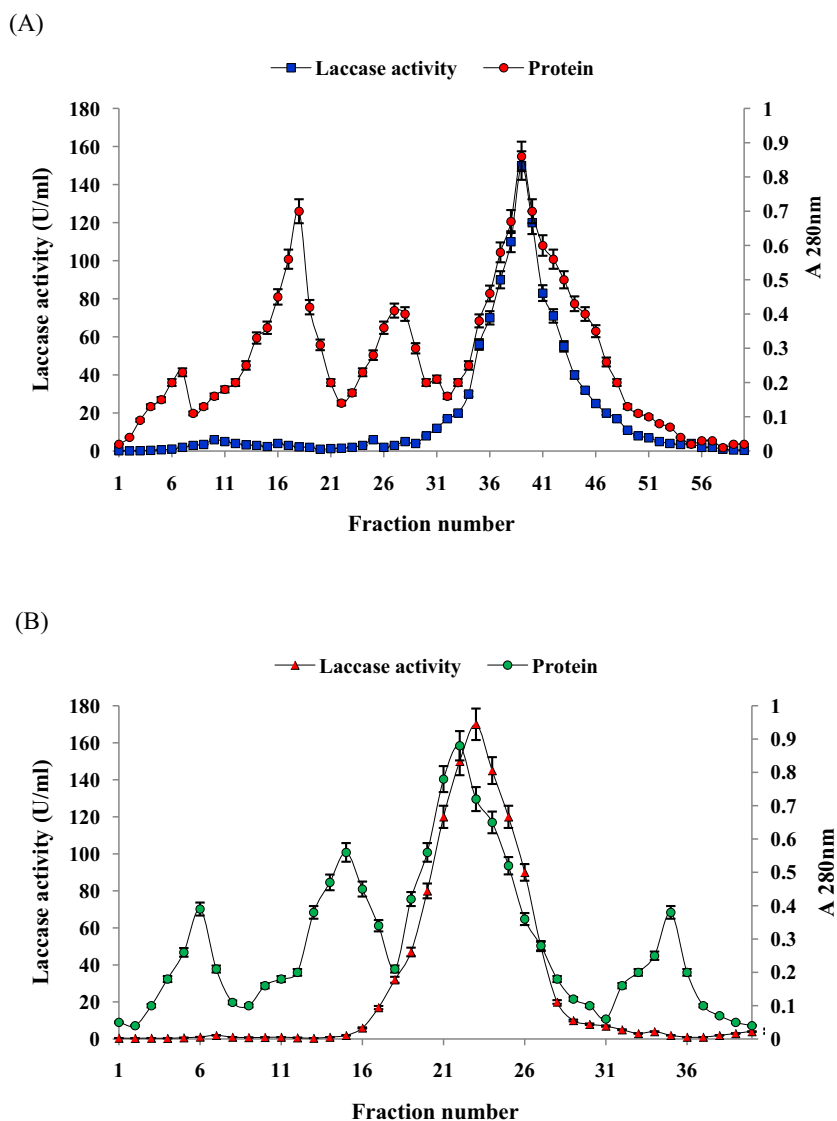 (A)
Laccase activity Protein
180 1
160 0.9
140 0.8
120 0.7
100 0.6
80 0.5
60 0.4
40 0.3
20 0.2
0 0.1
0
Laccase activity (U/ml)
A 280nm
1 6 11 16 21 26 31 36 41 46 51 56
Fraction number
(B)
Laccase activity Protein
180 1
160 0.9
140 0.8
120 0.7
100 0.6
80 0.5
60 0.4
40 0.3
20 0.2
0 0.1
0
Laccase activity (U/ml)
A 280nm
1 6 11 16 21 26 31 36
Fraction number